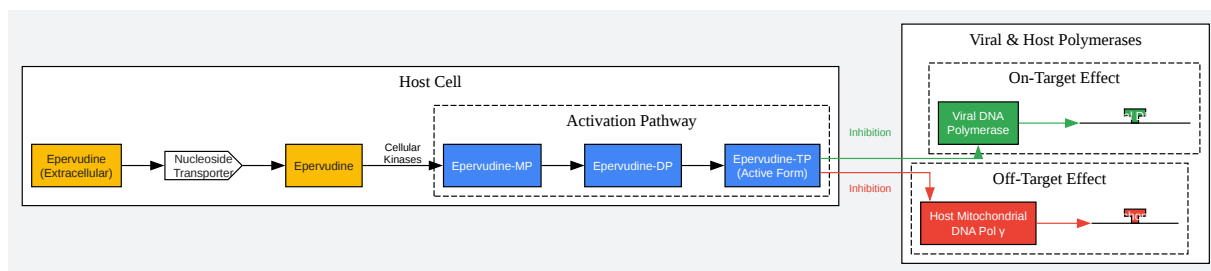 Viral & Host Polymerases
Host Cell
On-Target Effect
Activation Pathway
Viral DNA
Polymerase
Inhibition
Cellular
Kinases
Epervudine
(Extracellular)
Nucleoside
Transporter
Epervudine
Epervudine-MP
Epervudine-DP
Epervudine-TP
(Active Form)
Inhibition
Off-Target Effect
Host Mitochondrial
DNA Pol γ